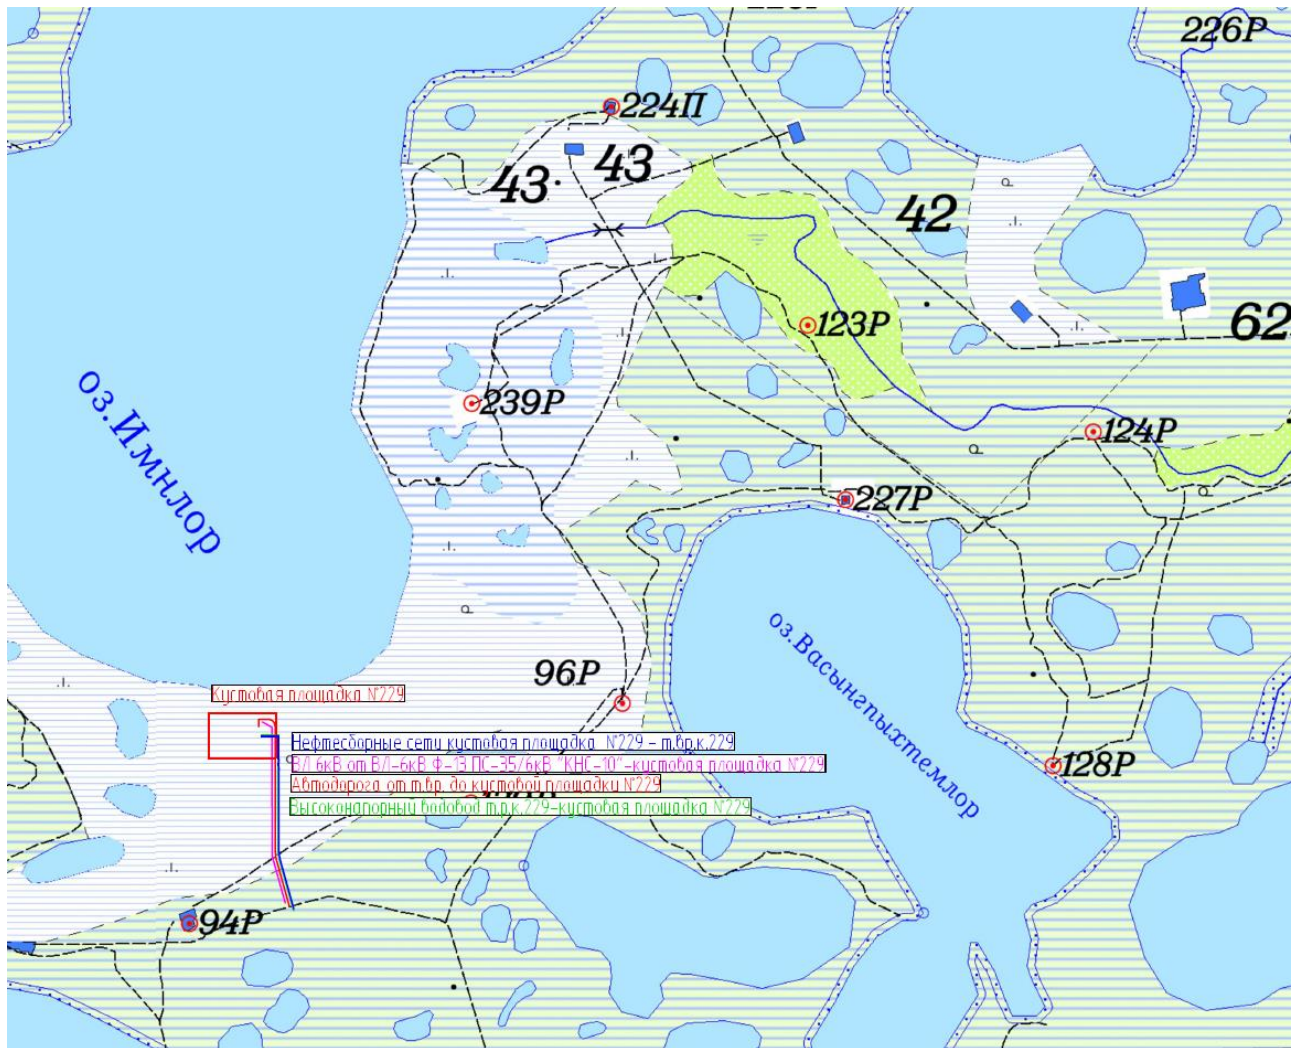 226Р
224П
43
43
42
62
123Р
239Р
124Р
227Р
оз.Имнлор
оз.Васынгпыхтемлор
96Р
128Р
Кустовая площадка №229
Нефтесборные сети кустовая площадка №229 - т.вр.к.229
ВЛ 6кВ от ВЛ-6кВ Ф-13 ПС-35/6кВ "КНС-10"-кустовая площадка №229
Автодорога от т.вр. до кустовой площадки №229
Высоконапорный водовод т.р.к.229-кустовая площадка №229
94Р